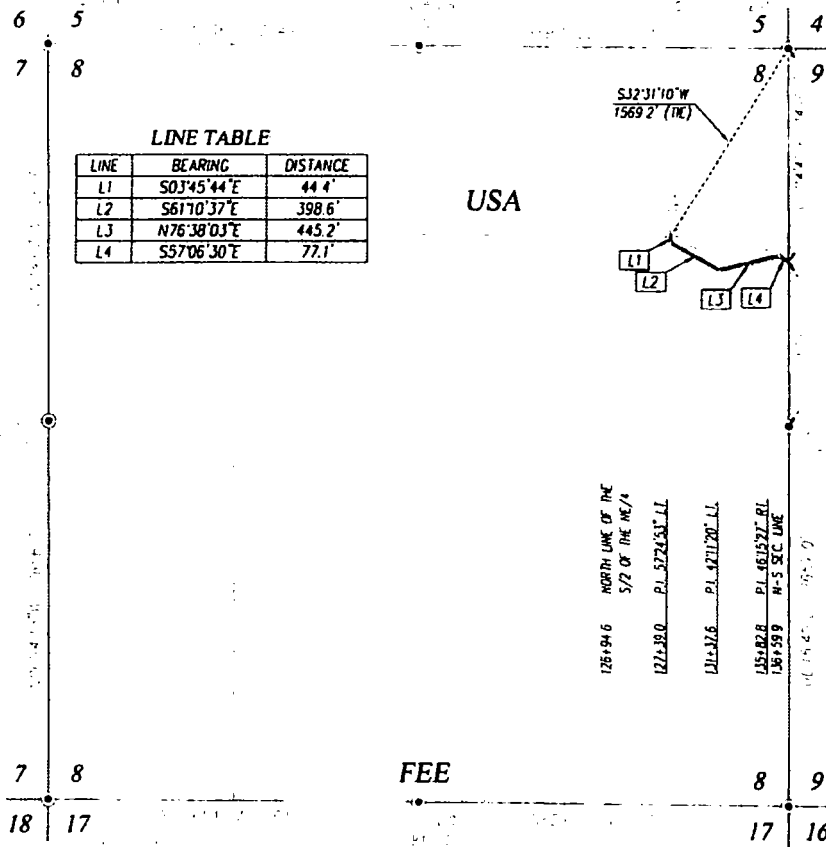 6 5
5 4
7 8
8 9
S32°31'10"W
1569.2' (TIE)
LINE TABLE
LINE BEARING DISTANCE
L1 S03°45'44"E 44.4'
L2 S61°10'37"E 398.6'
L3 N76°38'03"E 445.2'
L4 S57°06'30"E 77.1'
USA
L1
L2
L3
L4
126+94.6 NORTH LINE OF THE
S/2 OF THE NE/4
127+39.0 P.I. 57°24'53" LT.
131+37.6 P.I. 42°11'20" LT.
135+82.8 P.I. 46°15'27" RT.
136+59.9 N-S SEC. LINE
7 8
FEE
8 9
18 17
17 16